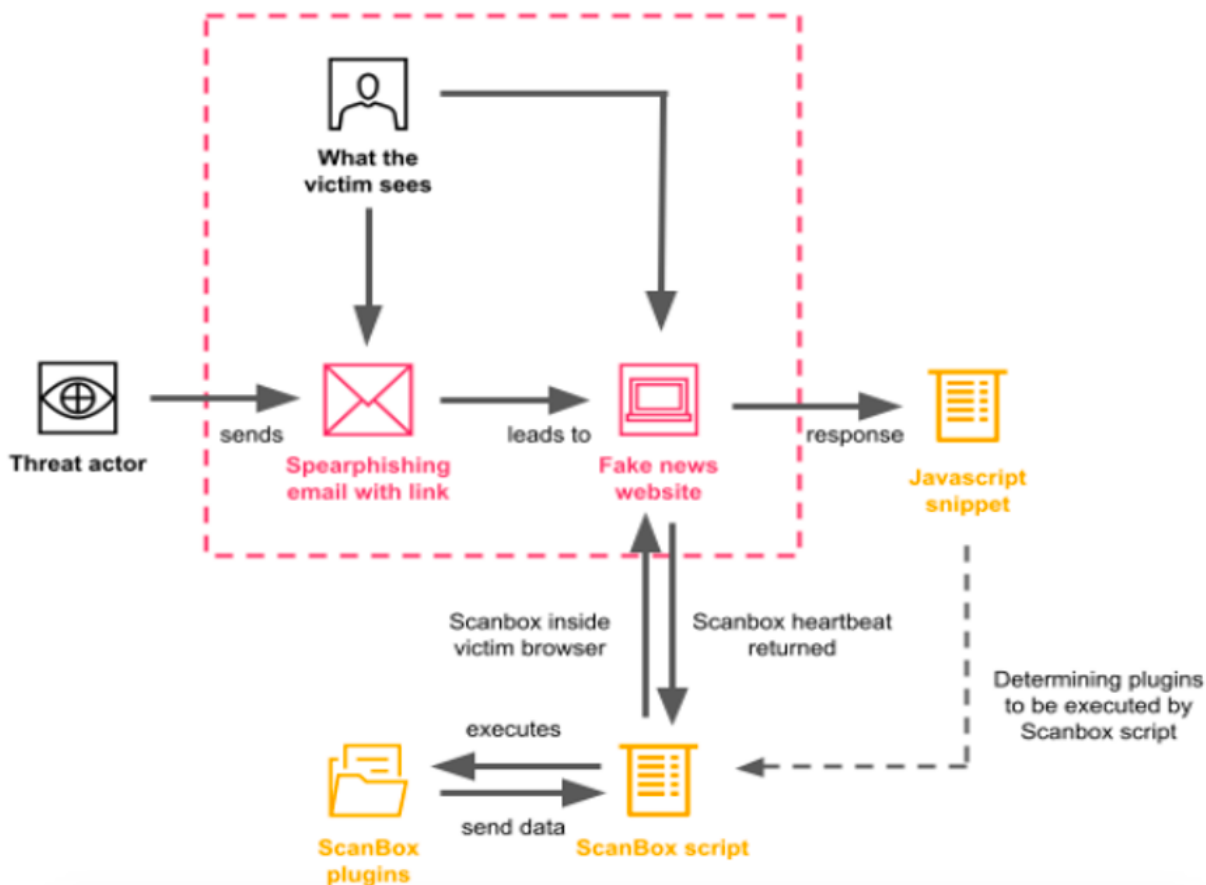 What the
victim sees
Threat actor
sends
Spearphishing
email with link
leads to
Fake news
website
response
Javascript
snippet
Scanbox inside
victim browser
Scanbox heartbeat
returned
Determining plugins
to be executed by
Scanbox script
executes
send data
ScanBox
plugins
ScanBox script